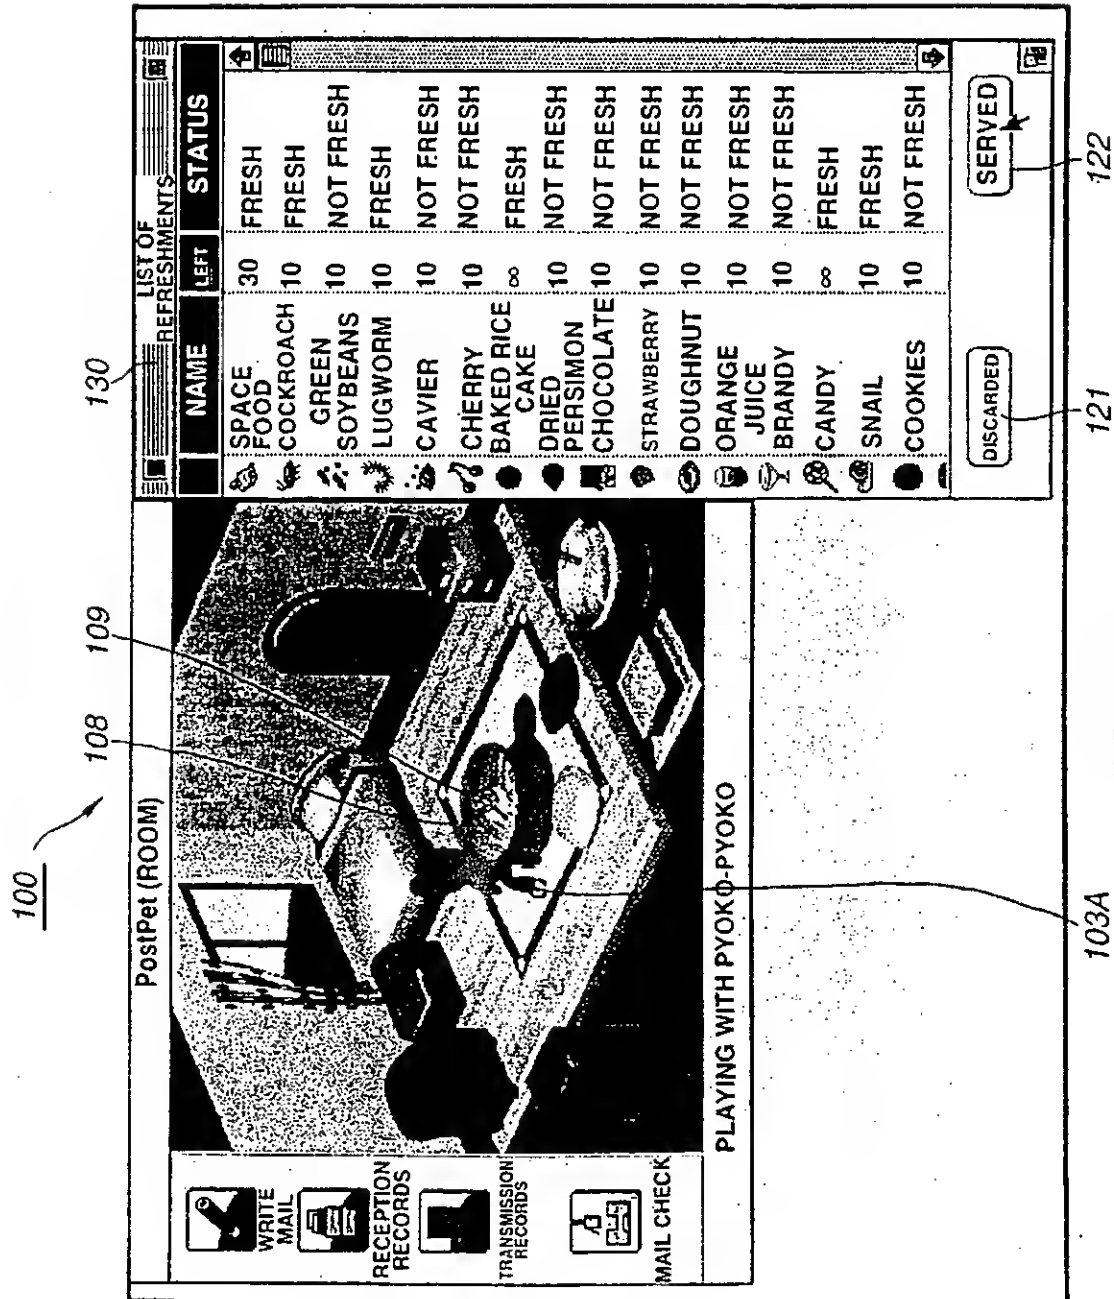 100
PostPet (ROOM)
WRITE
MAIL
RECEPTION
RECORDS
TRANSMISSION
RECORDS
MAIL CHECK
108
109
103A
PLAYING WITH PYOKO-PYOKO
130
LIST OF
REFRESHMENTS
NAME LEFT STATUS
SPACE
FOOD 30 FRESH
COCKROACH 10 FRESH
GREEN
SOYBEANS 10 NOT FRESH
LUGWORM 10 FRESH
CAVIER 10 NOT FRESH
CHERRY 10 NOT FRESH
BAKED RICE
CAKE ∞ FRESH
DRIED
PERSIMON 10 NOT FRESH
CHOCOLATE 10 NOT FRESH
STRAWBERRY 10 NOT FRESH
DOUGHNUT 10 NOT FRESH
ORANGE
JUICE 10 NOT FRESH
BRANDY 10 NOT FRESH
CANDY ∞ FRESH
SNAIL 10 FRESH
COOKIES 10 NOT FRESH
DISCARDED SERVED
121
122